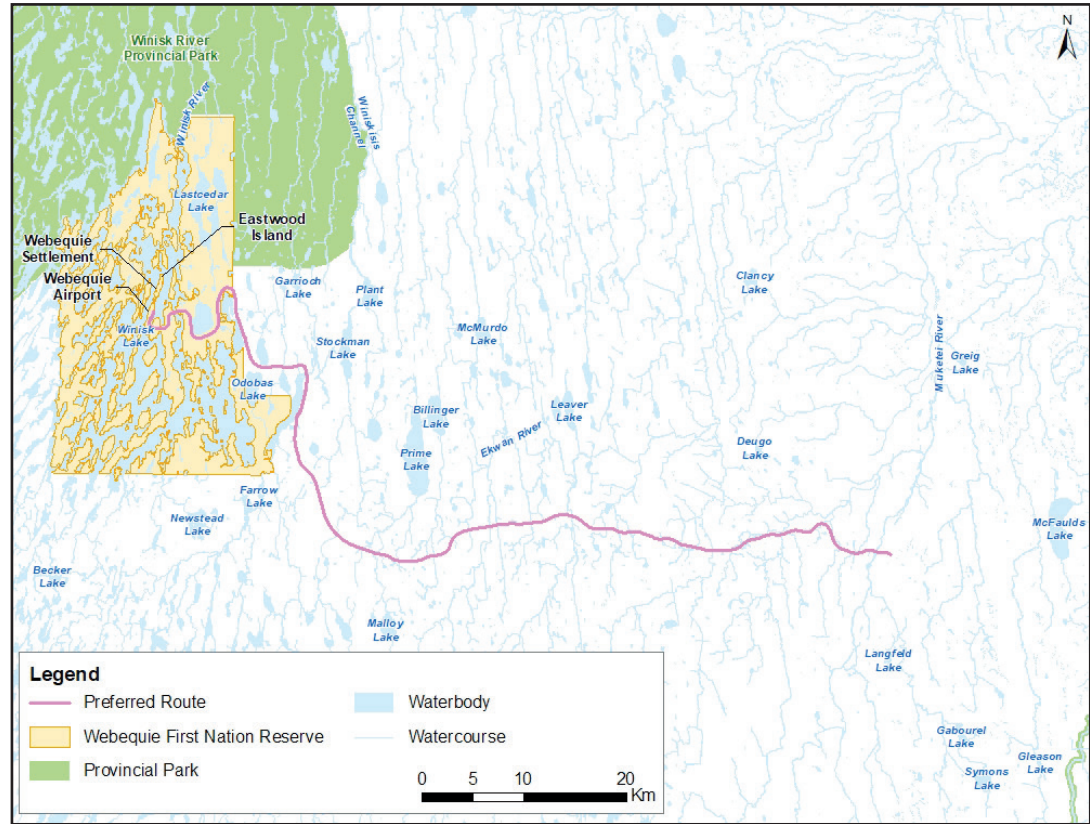 Winisk River
Provincial Park
N
Winisk River
Winiskisis
Channel
Lastcedar
Lake
Eastwood
Island
Webequie
Settlement
Webequie
Airport
Garrioch
Lake
Plant
Lake
Clancy
Lake
Winisk
Lake
Stockman
Lake
McMurdo
Lake
Muketei River
Greig
Lake
Odobas
Lake
Billinger
Lake
Leaver
Lake
Ekwan River
Prime
Lake
Deugo
Lake
Farrow
Lake
Newstead
Lake
McFaulds
Lake
Becker
Lake
Malloy
Lake
Langfeld
Lake
Gabourel
Lake
Symons
Lake
Gleason
Lake
Legend
Preferred Route
Webequie First Nation Reserve
Provincial Park
Waterbody
Watercourse
0 5 10 20
Km